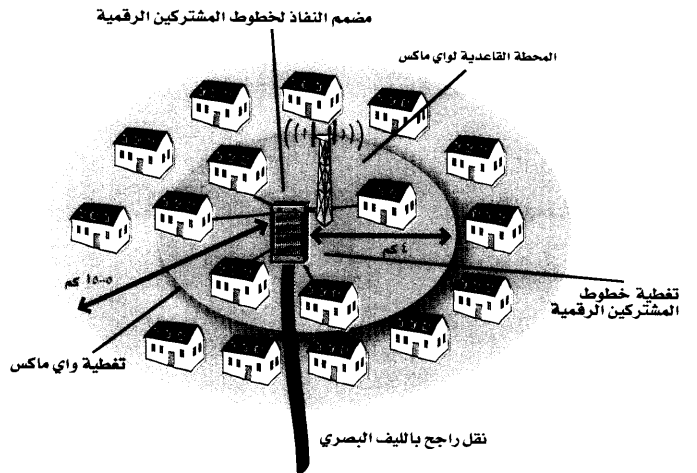 مضمم النفاذ لخطوط المشتركين الرقمية
المحطة القاعدية لواي ماكس
٤ كم
٥-١٥ كم
تغطية خطوط
المشتركين الرقمية
تغطية واي ماكس
نقل راجح بالليف البصري